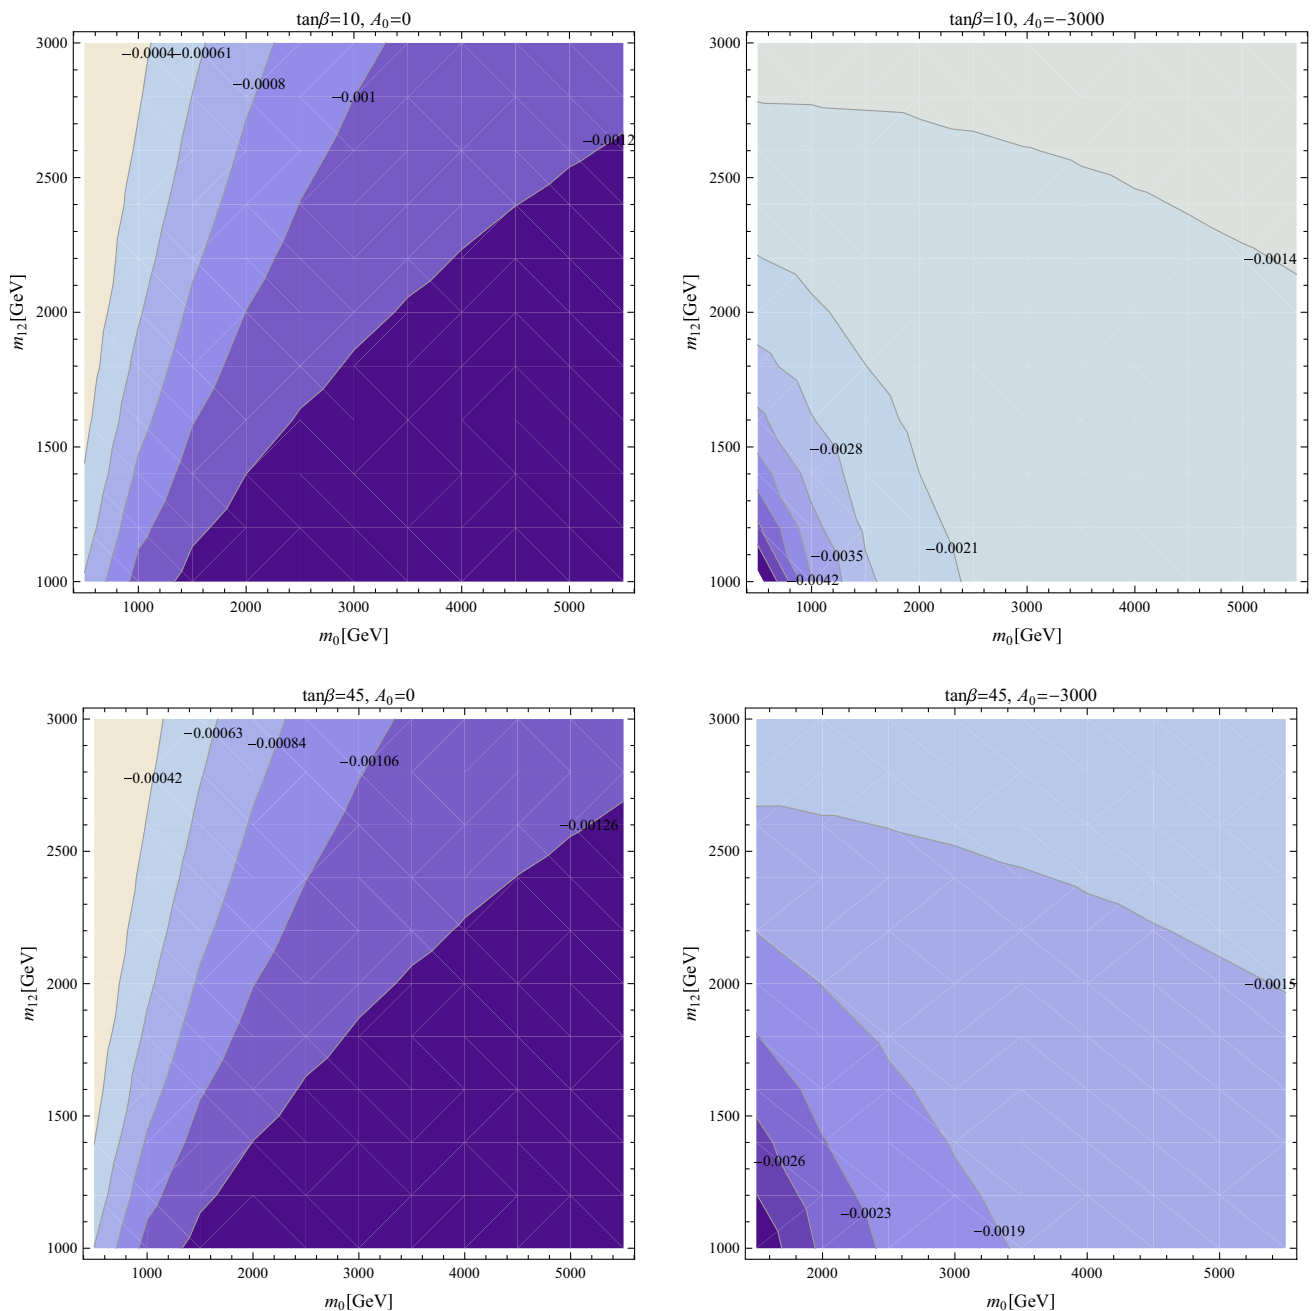 tanβ=10, A₀=0
3000
2500
2000
1500
1000
m₁₂[GeV]
−0.0004
−0.00061
−0.0008
−0.001
−0.0012
1000 2000 3000 4000 5000
m₀[GeV]
tanβ=10, A₀=−3000
3000
2500
2000
1500
1000
m₁₂[GeV]
−0.0014
−0.0028
−0.0021
−0.0035
−0.0042
1000 2000 3000 4000 5000
m₀[GeV]
tanβ=45, A₀=0
3000
2500
2000
1500
1000
m₁₂[GeV]
−0.00063
−0.00084
−0.00106
−0.00042
−0.00126
1000 2000 3000 4000 5000
m₀[GeV]
tanβ=45, A₀=−3000
3000
2500
2000
1500
1000
m₁₂[GeV]
−0.0015
−0.0026
−0.0023
−0.0019
2000 3000 4000 5000
m₀[GeV]